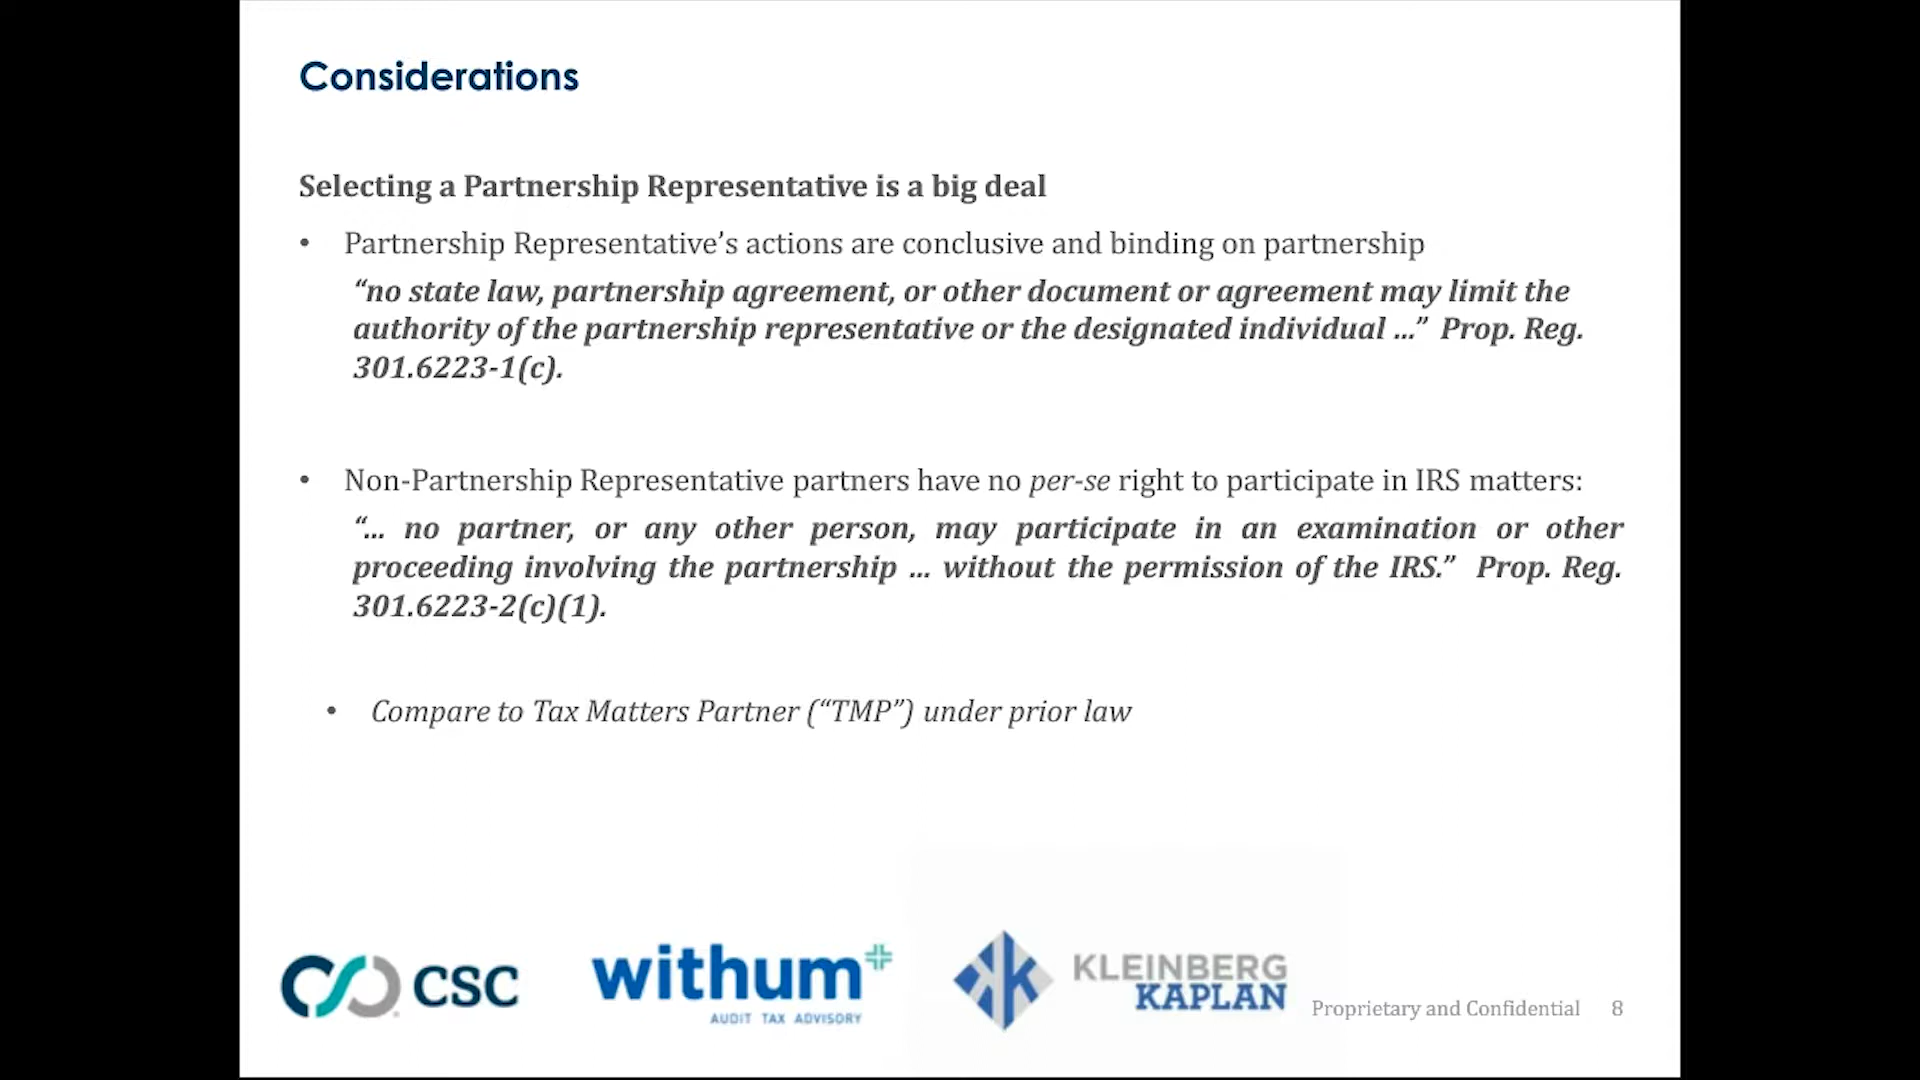 Considerations
Selecting a Partnership Representative is a big deal
• Partnership Representative’s actions are conclusive and binding on partnership
“no state law, partnership agreement, or other document or agreement may limit the
authority of the partnership representative or the designated individual ...” Prop. Reg.
301.6223-1(c).
• Non-Partnership Representative partners have no per-se right to participate in IRS matters:
“... no partner, or any other person, may participate in an examination or other
proceeding involving the partnership ... without the permission of the IRS.” Prop. Reg.
301.6223-2(c)(1).
• Compare to Tax Matters Partner (“TMP”) under prior law
CSC
withum+
AUDIT TAX ADVISORY
KLEINBERG
KAPLAN
Proprietary and Confidential 8